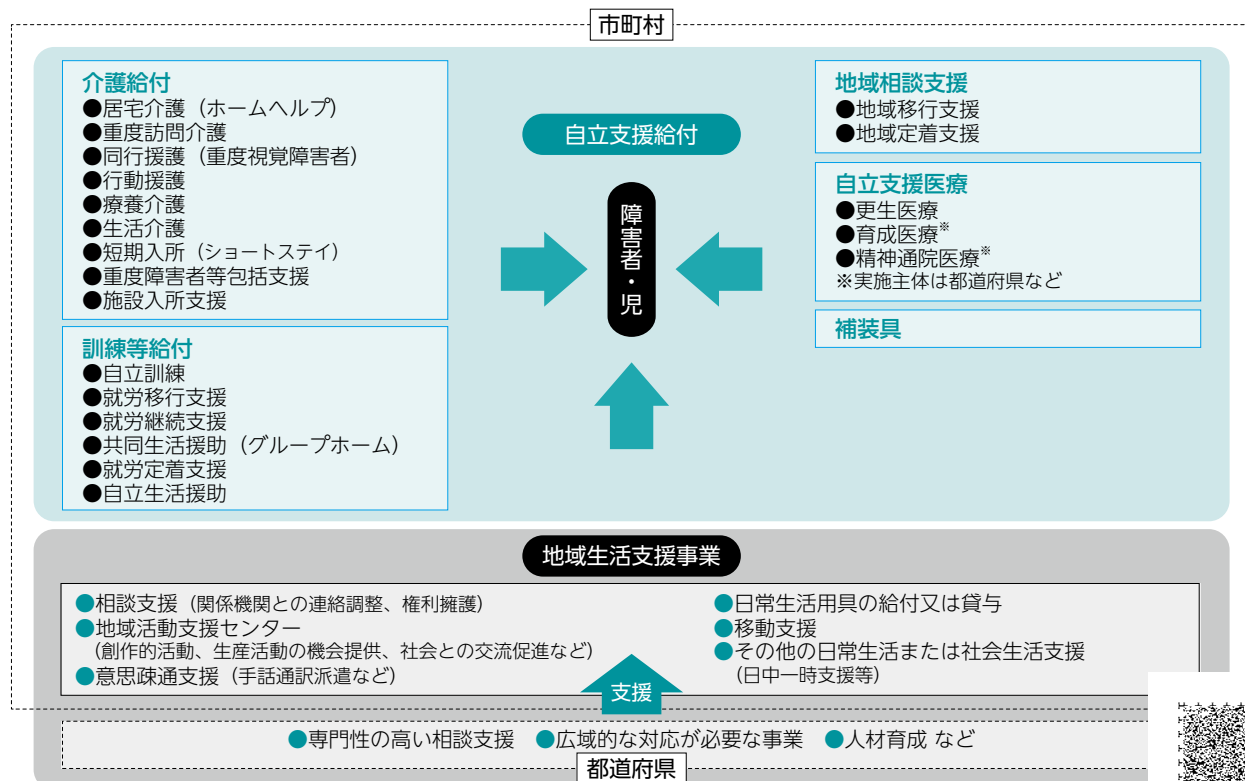 市町村
介護給付
●居宅介護（ホームヘルプ）
●重度訪問介護
●同行援護（重度視覚障害者）
●行動援護
●療養介護
●生活介護
●短期入所（ショートステイ）
●重度障害者等包括支援
●施設入所支援
訓練等給付
●自立訓練
●就労移行支援
●就労継続支援
●共同生活援助（グループホーム）
●就労定着支援
●自立生活援助
自立支援給付
障害者・児
地域相談支援
●地域移行支援
●地域定着支援
自立支援医療
●更生医療
●育成医療※
●精神通院医療※
※実施主体は都道府県など
補装具
地域生活支援事業
●相談支援（関係機関との連絡調整、権利擁護）
●地域活動支援センター
（創作的活動、生産活動の機会提供、社会との交流促進など）
●意思疎通支援（手話通訳派遣など）
●日常生活用具の給付又は貸与
●移動支援
●その他の日常生活または社会生活支援
（日中一時支援等）
支援
●専門性の高い相談支援 ●広域的な対応が必要な事業 ●人材育成 など
都道府県